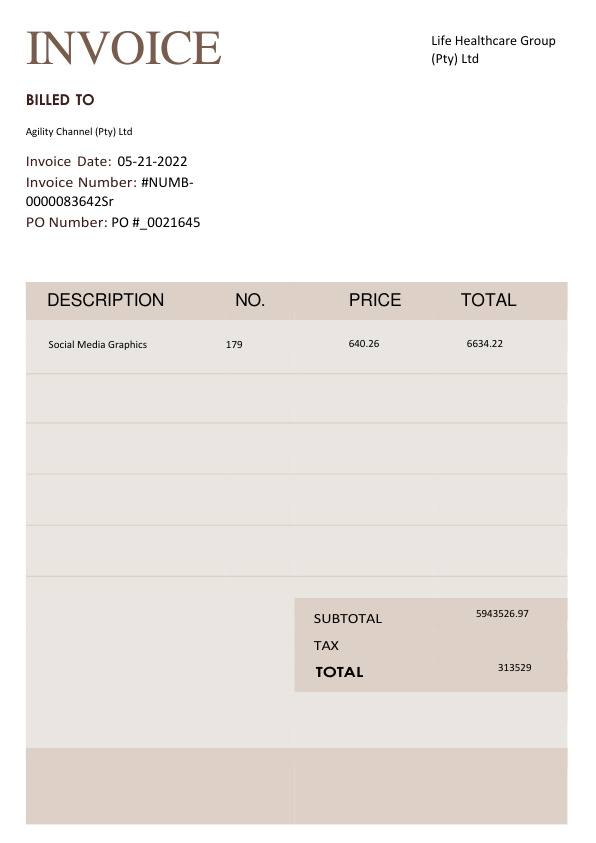 INVOICE
Life Healthcare Group
(Pty) Ltd
BILLED TO
Agility Channel (Pty) Ltd
Invoice Date: 05-21-2022
Invoice Number: #NUMB-
0000083642Sr
PO Number: PO #_0021645
DESCRIPTION NO. PRICE TOTAL
Social Media Graphics 179 640.26 6634.22
SUBTOTAL 5943526.97
TAX
TOTAL 313529